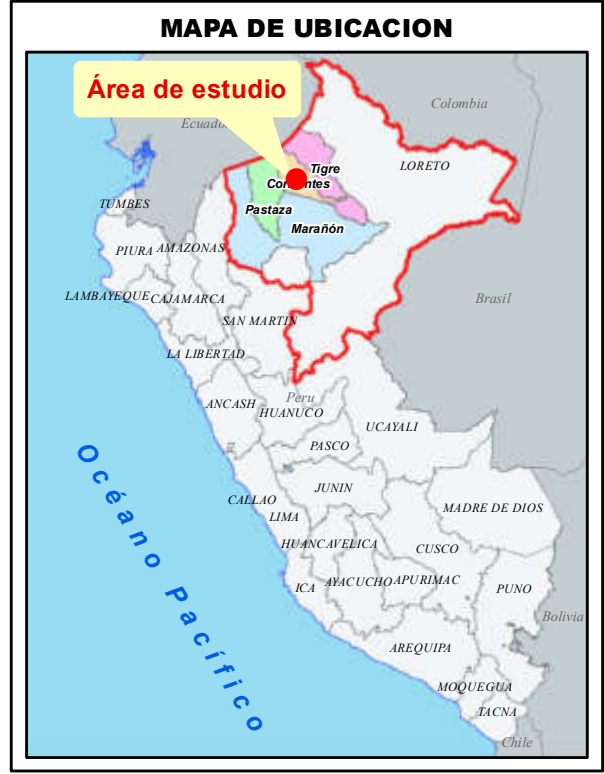 MAPA DE UBICACION
Área de estudio
Colombia
Ecuador
Tigre
LORETO
Corrientes
Pastaza
TUMBES
Marañón
PIURA AMAZONAS
LAMBAYEQUE CAJAMARCA
Brasil
SAN MARTIN
LA LIBERTAD
Peru
ANCASH
HUANUCO
UCAYALI
PASCO
Océano Pacífico
JUNIN
CALLAO
MADRE DE DIOS
LIMA
HUANCAVELICA
CUSCO
ICA
AYACUCHO APURIMAC
PUNO
Bolivia
AREQUIPA
MOQUEGUA
TACNA
Chile